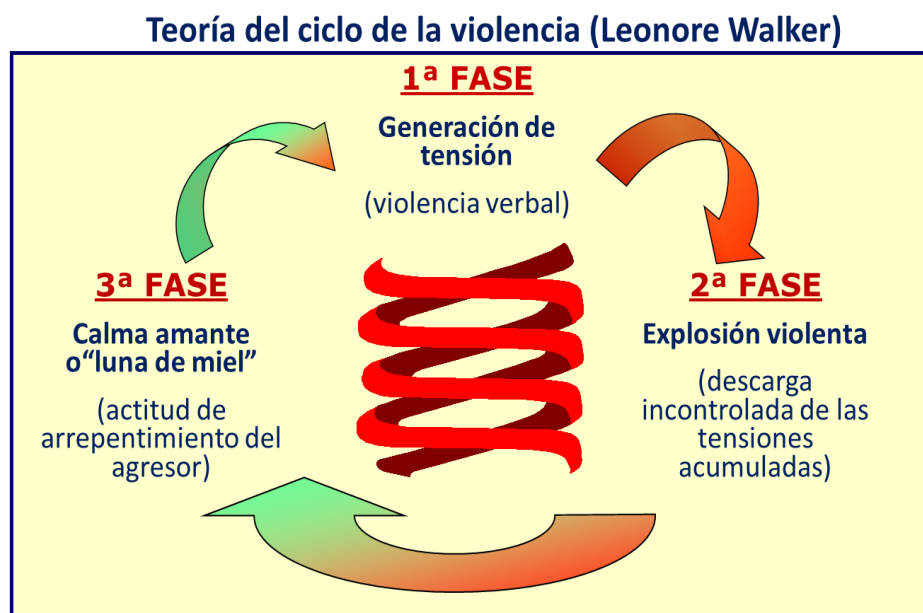 Teoría del ciclo de la violencia (Leonore Walker)
1ª FASE
Generación de
tensión
(violencia verbal)
3ª FASE
Calma amante
o“luna de miel”
(actitud de
arrepentimiento del
agresor)
2ª FASE
Explosión violenta
(descarga
incontrolada de las
tensiones
acumuladas)